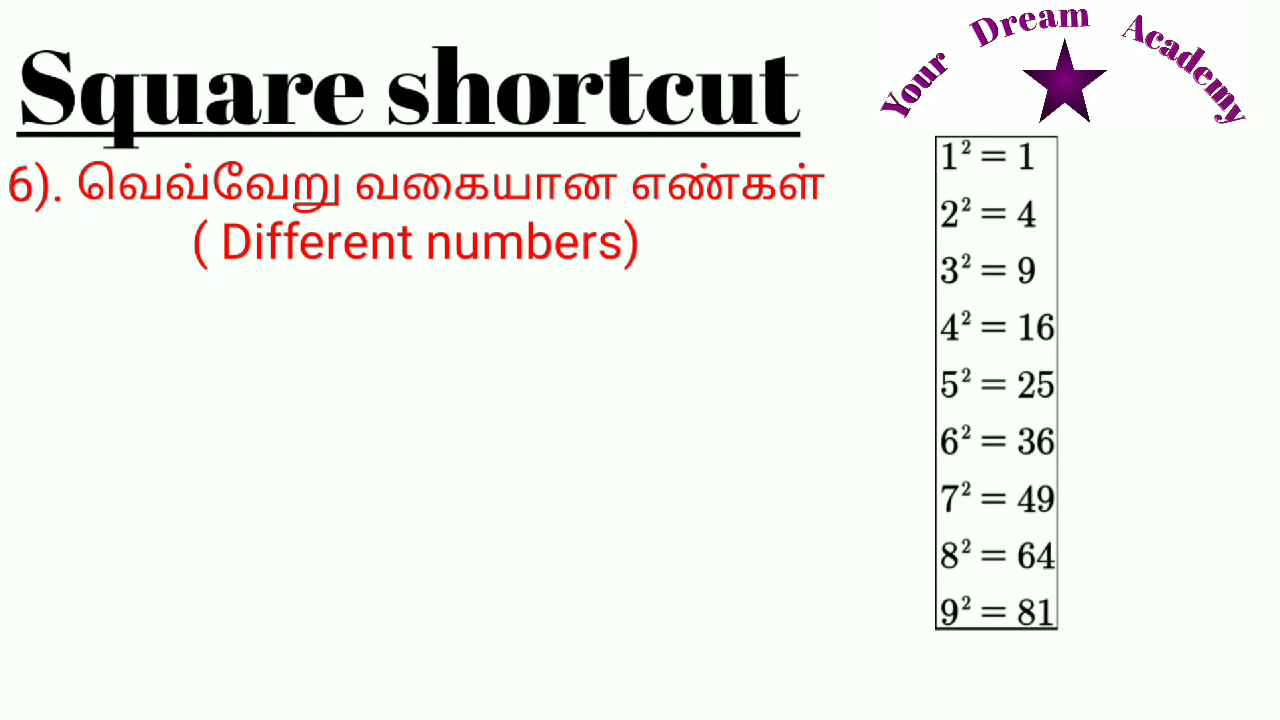 Square shortcut
Your Dream Academy
6). வெவ்வேறு வகையான எண்கள்
( Different numbers)
1² = 1
2² = 4
3² = 9
4² = 16
5² = 25
6² = 36
7² = 49
8² = 64
9² = 81